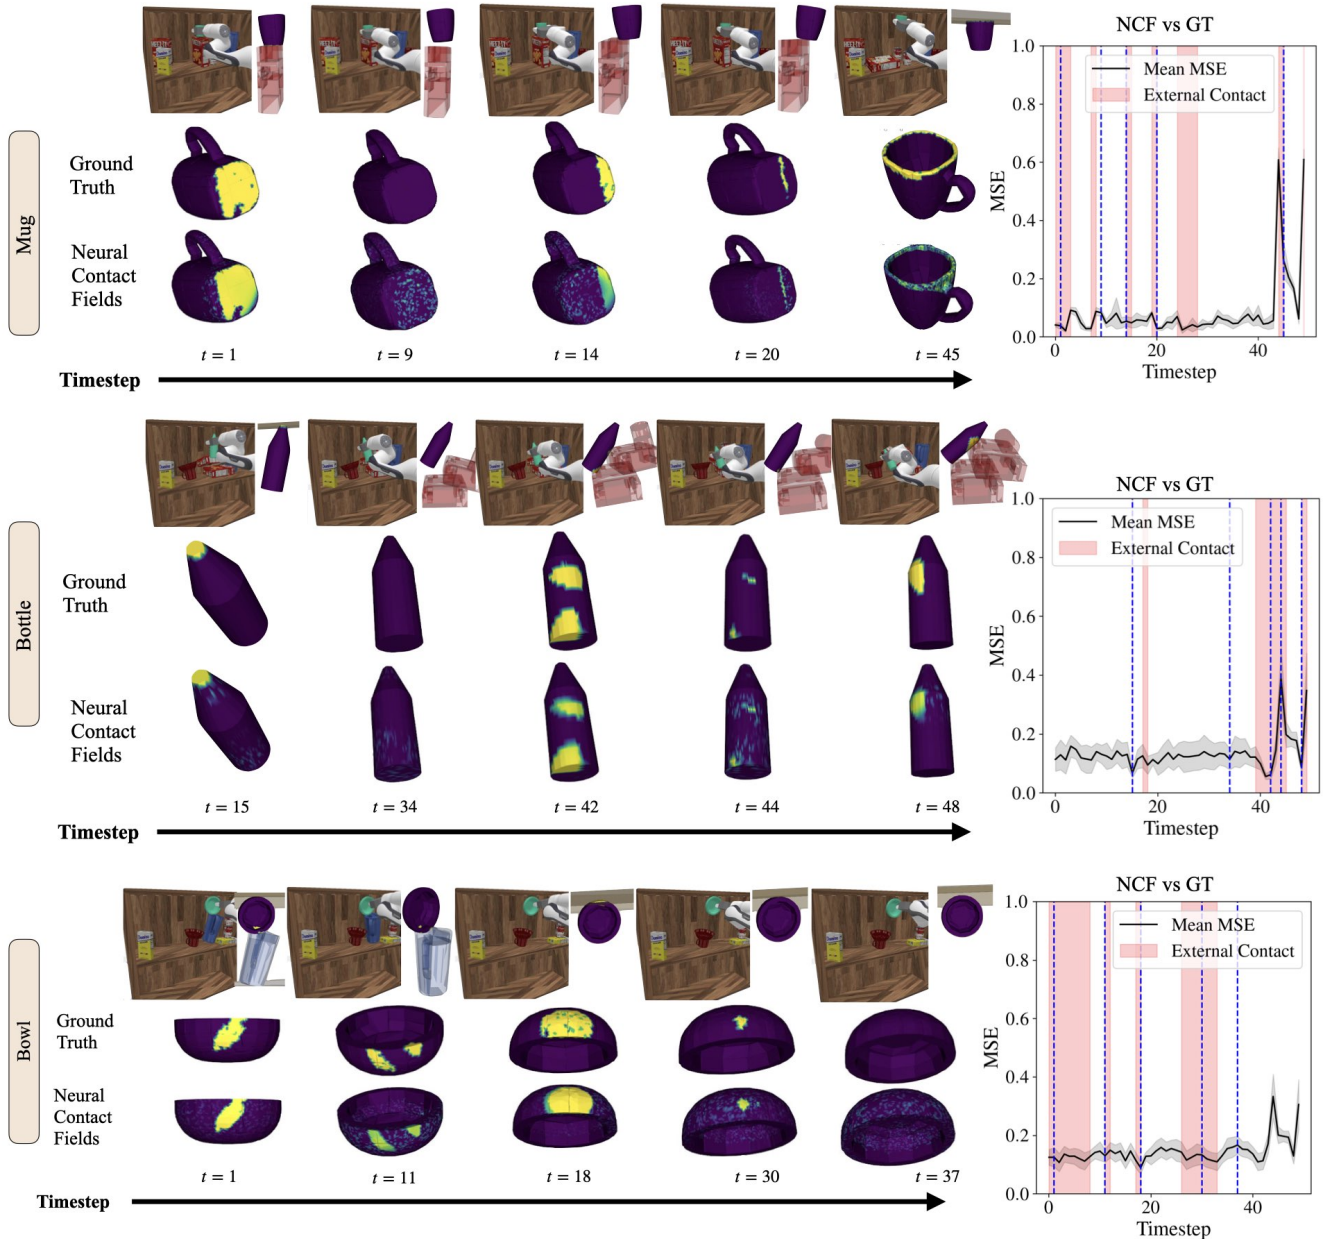 NCF vs GT
Mug
Ground
Truth
Neural
Contact
Fields
t = 1
t = 9
t = 14
t = 20
t = 45
Timestep
1.0
0.8
0.6
0.4
0.2
0.0
MSE
Mean MSE
External Contact
0
20
40
Timestep
NCF vs GT
Bottle
Ground
Truth
Neural
Contact
Fields
t = 15
t = 34
t = 42
t = 44
t = 48
Timestep
1.0
0.8
0.6
0.4
0.2
0.0
MSE
Mean MSE
External Contact
0
20
40
Timestep
NCF vs GT
Bowl
Ground
Truth
Neural
Contact
Fields
t = 1
t = 11
t = 18
t = 30
t = 37
Timestep
1.0
0.8
0.6
0.4
0.2
0.0
MSE
Mean MSE
External Contact
0
20
40
Timestep